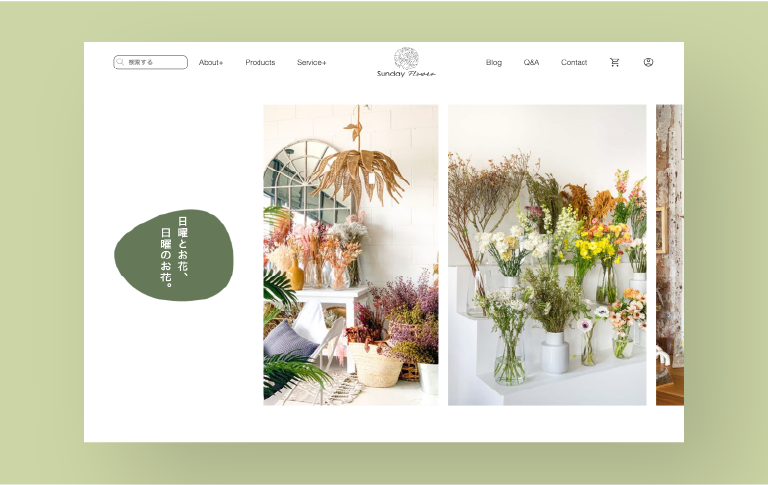 検索する
About+
Products
Service+
Sunday Flower
Blog
Q&A
Contact
日曜とお花、
日曜のお花。